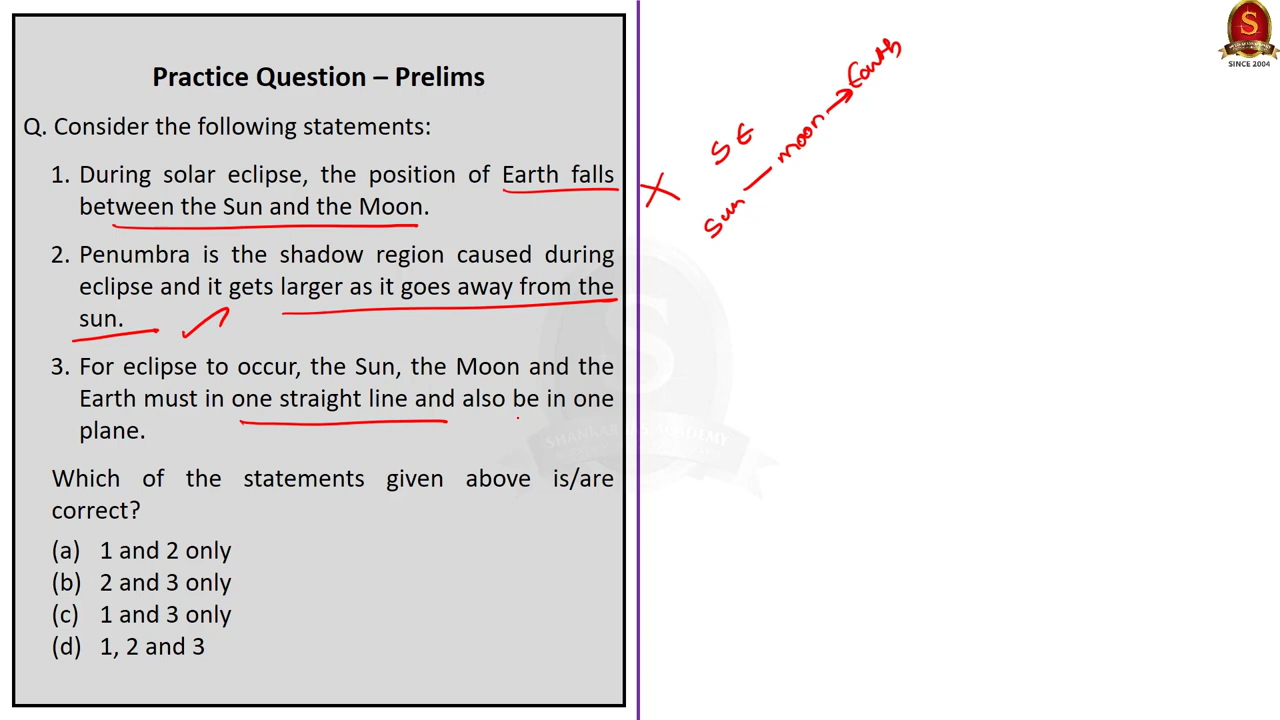 Practice Question – Prelims
Q. Consider the following statements:
1. During solar eclipse, the position of Earth falls
between the Sun and the Moon.
2. Penumbra is the shadow region caused during
eclipse and it gets larger as it goes away from the
sun.
3. For eclipse to occur, the Sun, the Moon and the
Earth must in one straight line and also be in one
plane.
Which of the statements given above is/are
correct?
(a) 1 and 2 only
(b) 2 and 3 only
(c) 1 and 3 only
(d) 1, 2 and 3
S E
Sun — moon → Earth
S
SINCE 2004